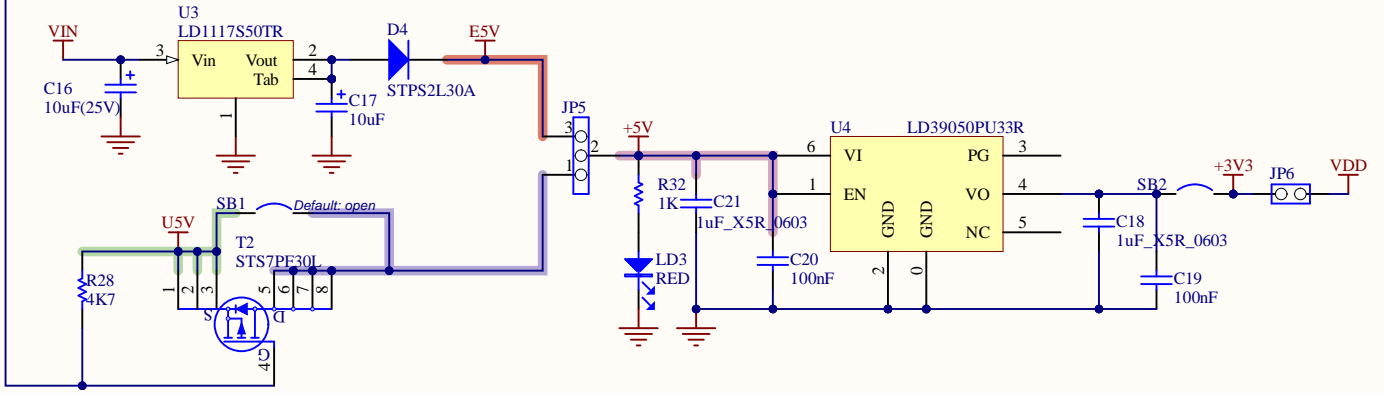 U3
LD1117S50TR
VIN
3
Vin
Vout
2
Tab
4
1
C16
10uF(25V)
+
C17
10uF
+
D4
STPS2L30A
E5V
JP5
3
2
1
+5V
R32
1K
C21
1uF_X5R_0603
LD3
RED
C20
100nF
U4
LD39050PU33R
6
VI
PG
3
1
EN
VO
4
GND
GND
NC
5
2
0
C18
1uF_X5R_0603
C19
100nF
SB2
+3V3
JP6
VDD
SB1
Default: open
U5V
T2
STS7PF30L
R28
4K7
1
2
3
5
6
7
8
S
D
G
4